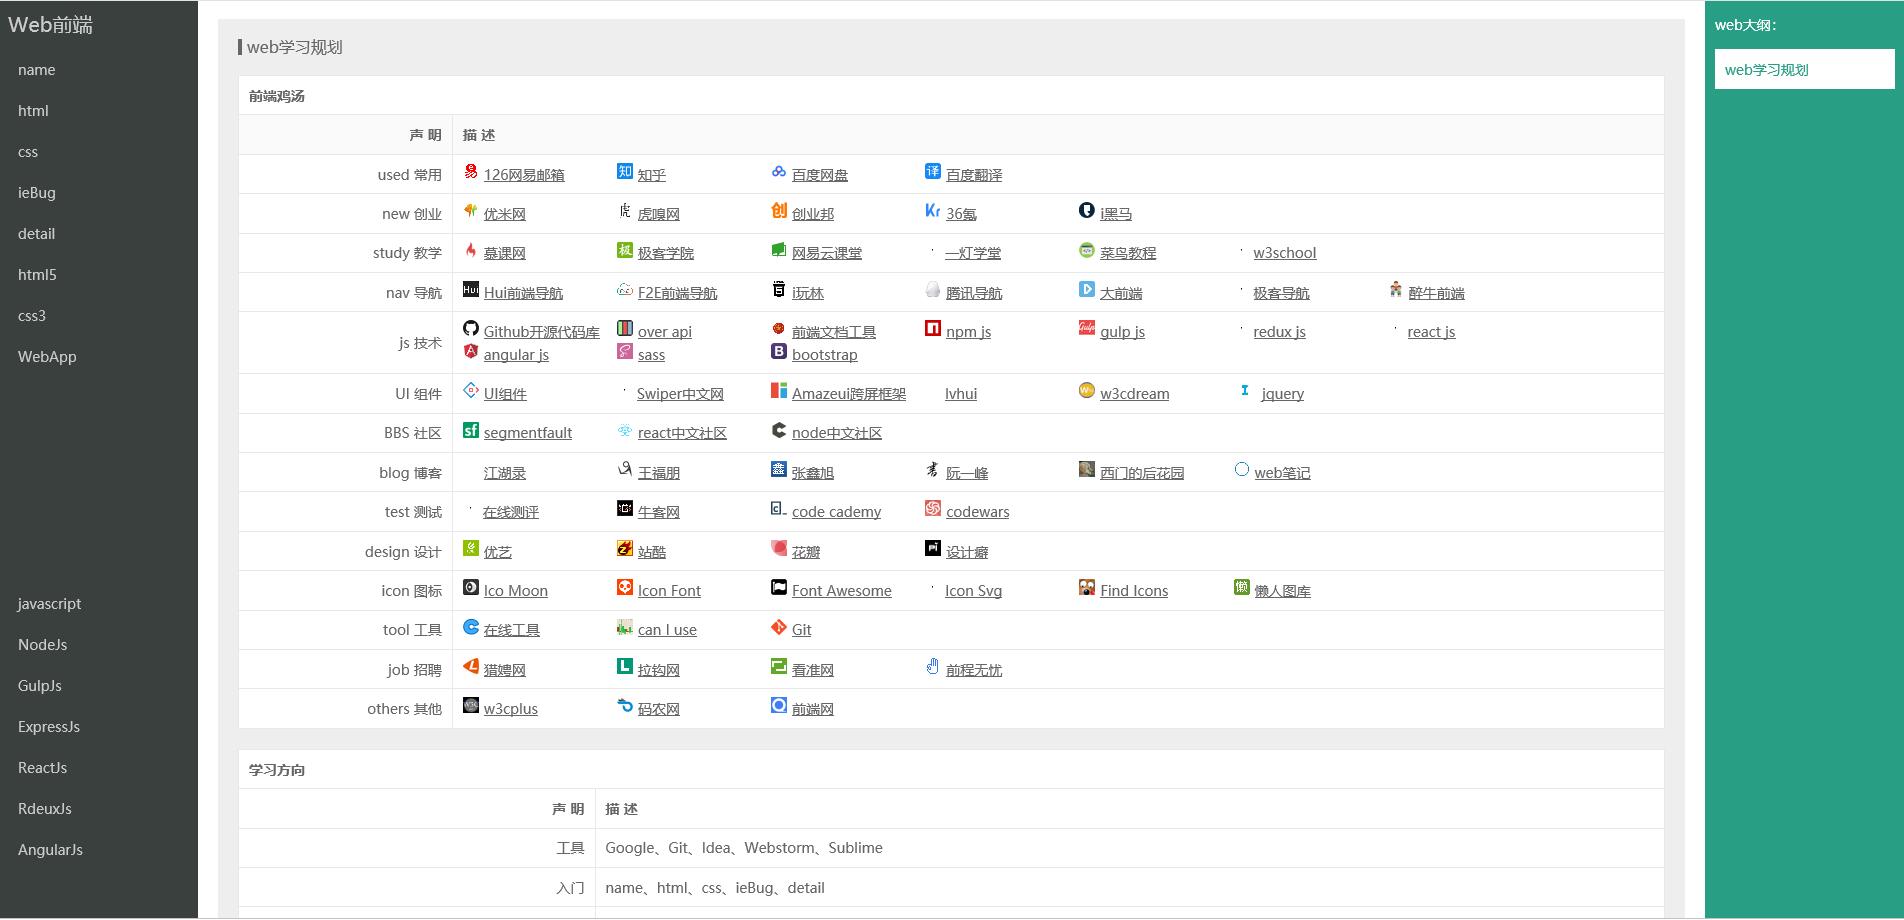 Web前端
name
html
css
ieBug
detail
html5
css3
WebApp
javascript
NodeJs
GulpJs
ExpressJs
ReactJs
RdeuxJs
AngularJs
web学习规划
前端鸡汤
声 明 描 述
used 常用 126网易邮箱 知乎 百度网盘 百度翻译
new 创业 优米网 虎嗅网 创业邦 36氪 i黑马
study 教学 慕课网 极客学院 网易云课堂 一灯学堂 菜鸟教程 w3school
nav 导航 Hui前端导航 F2E前端导航 i玩林 腾讯导航 大前端 极客导航 醉牛前端
js 技术 Github开源代码库 over api 前端文档工具 npm js gulp js redux js react js
angular js sass bootstrap
UI 组件 UI组件 Swiper中文网 Amazeui跨屏框架 lvhui w3cdream jquery
BBS 社区 segmentfault react中文社区 node中文社区
blog 博客 江湖录 王福朋 张鑫旭 阮一峰 西门的后花园 web笔记
test 测试 在线测评 牛客网 code cademy codewars
design 设计 优艺 站酷 花瓣 设计癖
icon 图标 Ico Moon Icon Font Font Awesome Icon Svg Find Icons 懒人图库
tool 工具 在线工具 can I use Git
job 招聘 猎娉网 拉钩网 看准网 前程无忧
others 其他 w3cplus 码农网 前端网
学习方向
声 明 描 述
工具 Google、Git、Idea、Webstorm、Sublime
入门 name、html、css、ieBug、detail
web大纲：
web学习规划